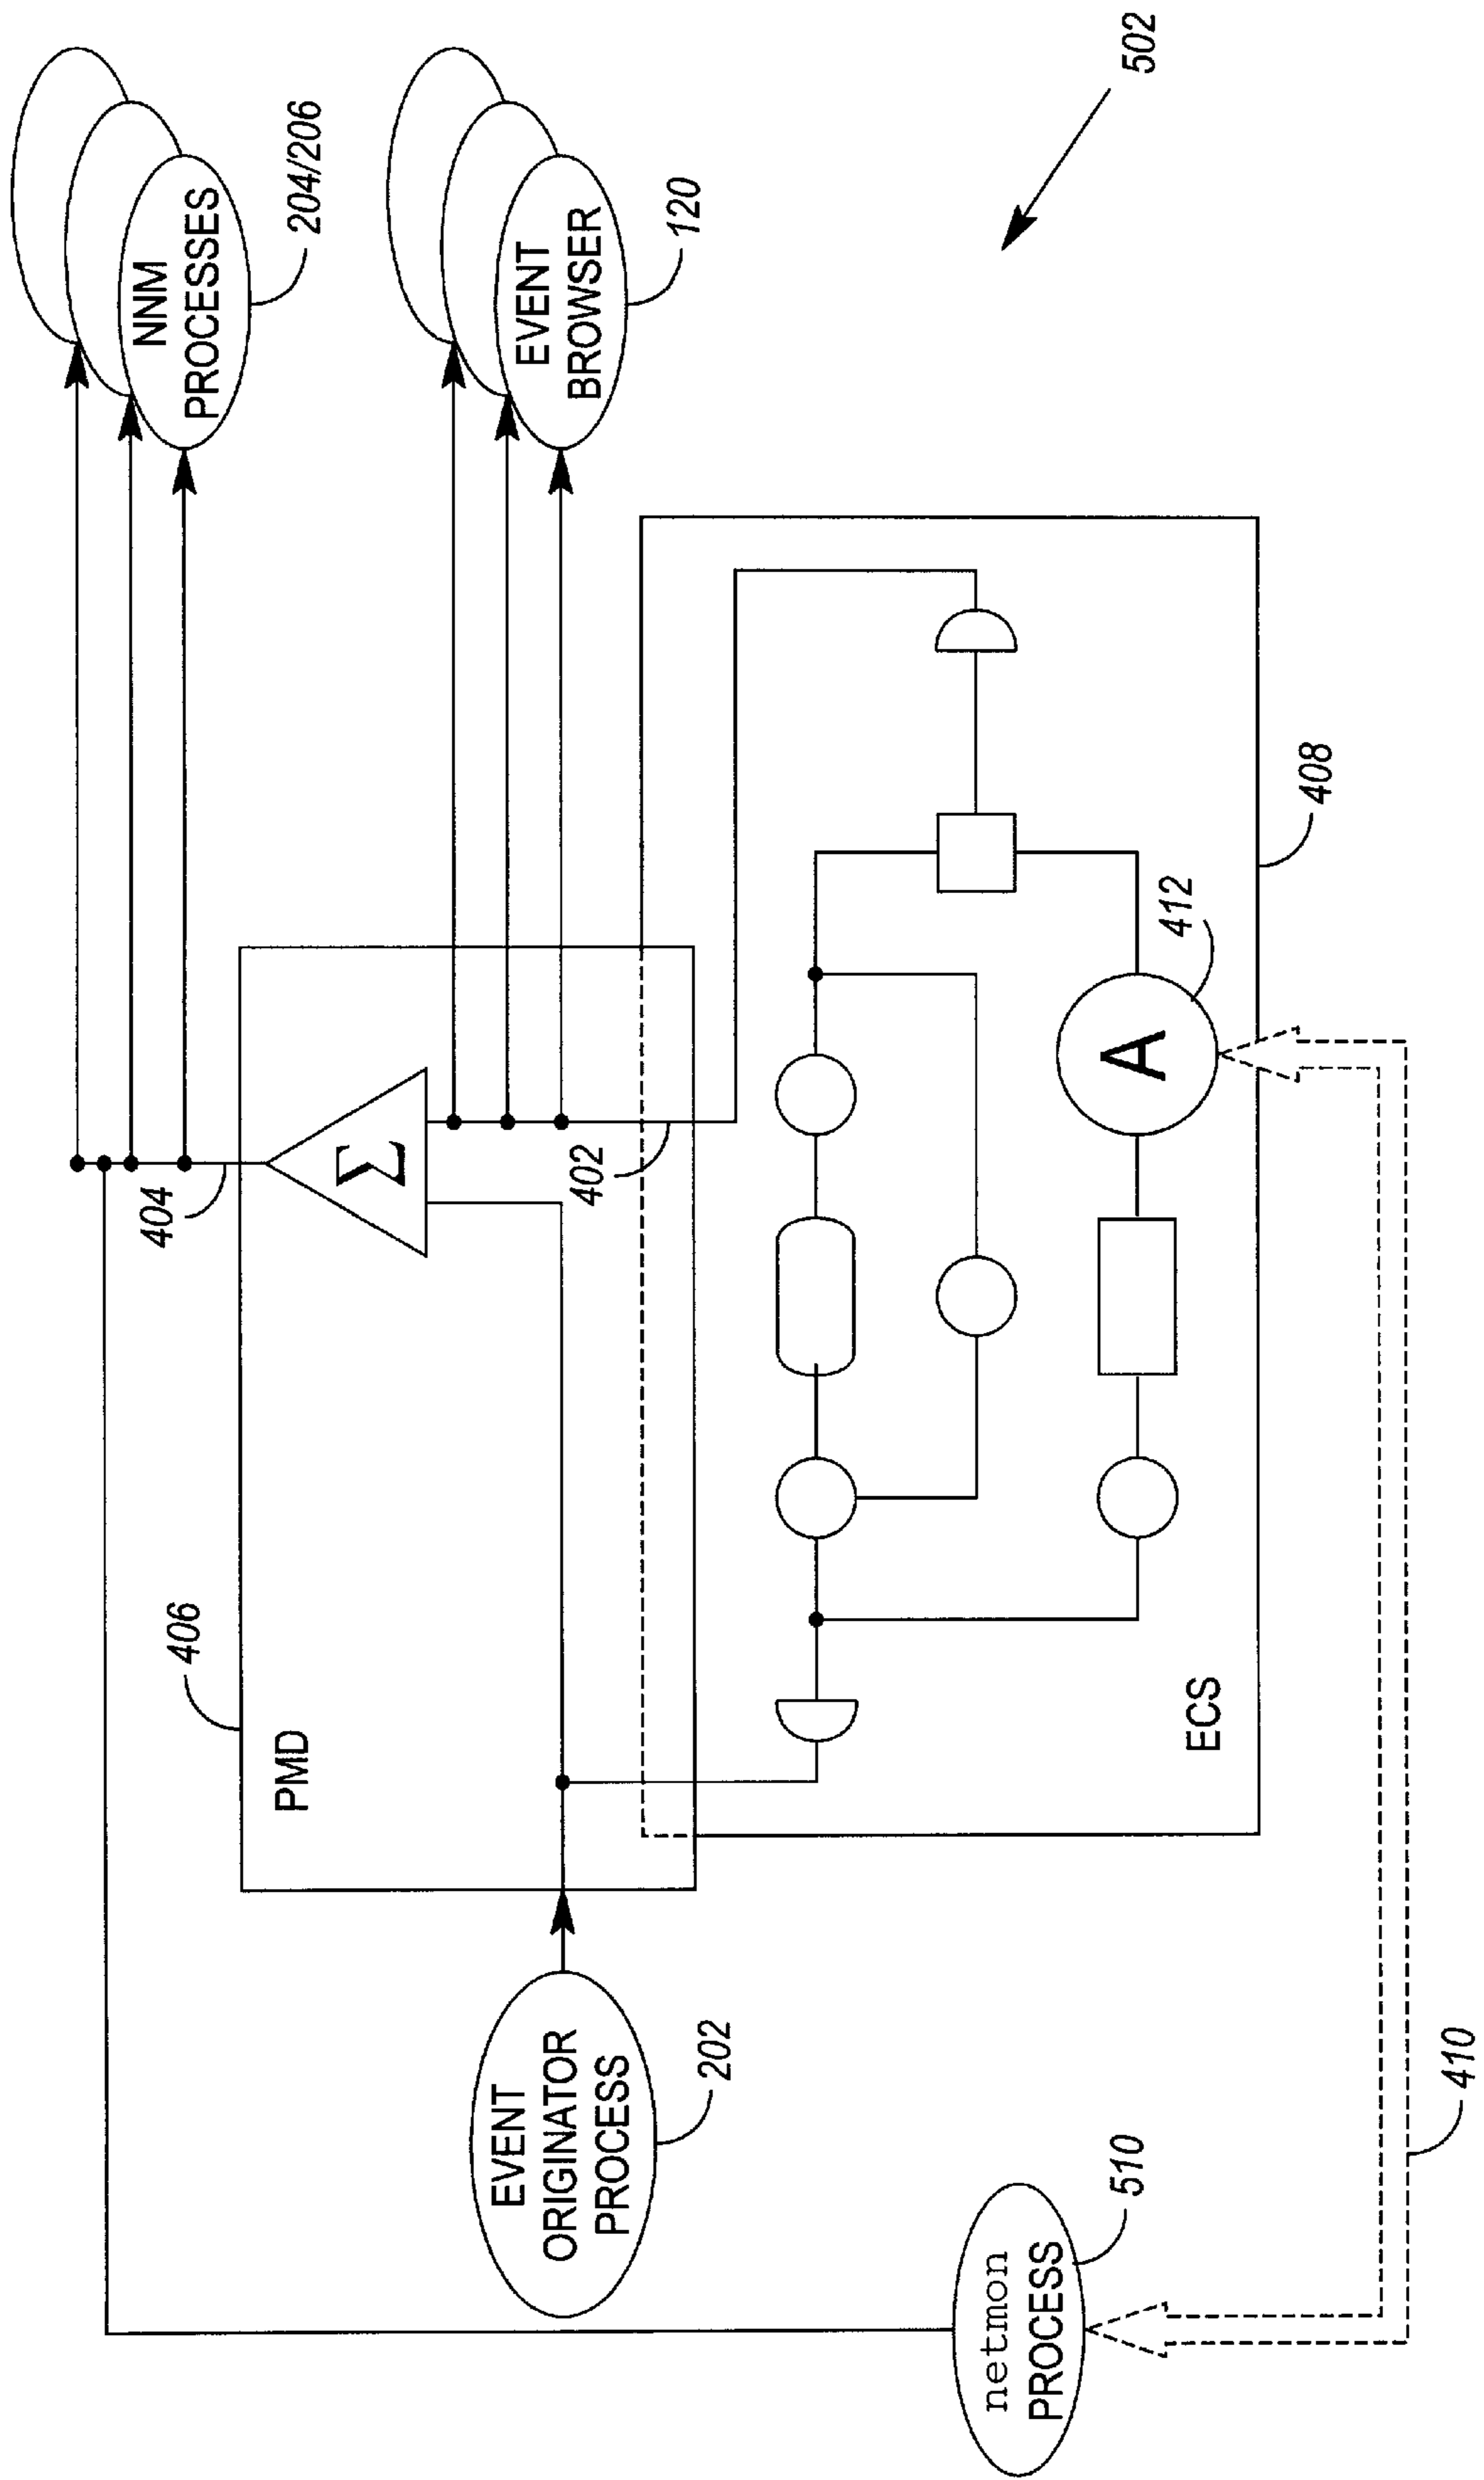 502
NNM
PROCESSES
204/206
EVENT
BROWSER
120
404
Σ
402
406
PMD
408
412
A
ECS
EVENT
ORIGINATOR
PROCESS
202
netmon
PROCESS
510
410